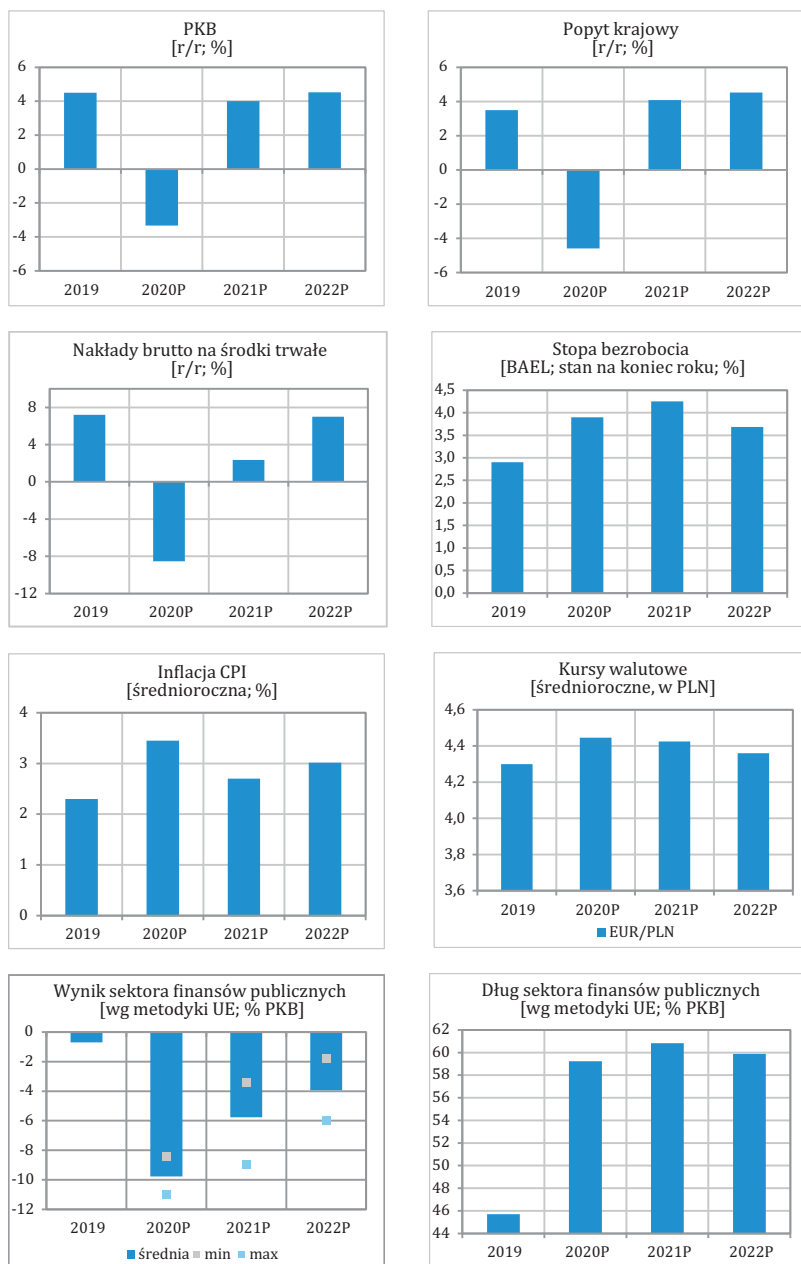 PKB
[r/r; %]
6
4
2
0
-2
-4
-6
2019 2020P 2021P 2022P
Popyt krajowy
[r/r; %]
6
4
2
0
-2
-4
-6
2019 2020P 2021P 2022P
Nakłady brutto na środki trwałe
[r/r; %]
8
4
0
-4
-8
-12
2019 2020P 2021P 2022P
Stopa bezrobocia
[BAEL; stan na koniec roku; %]
4,5
4,0
3,5
3,0
2,5
2,0
1,5
1,0
0,5
0,0
2019 2020P 2021P 2022P
Inflacja CPI
[średnioroczna; %]
4
3
2
1
0
2019 2020P 2021P 2022P
Kursy walutowe
[średnioroczne, w PLN]
4,6
4,4
4,2
4,0
3,8
3,6
2019 2020P 2021P 2022P
EUR/PLN
Wynik sektora finansów publicznych
[wg metodyki UE; % PKB]
0
-2
-4
-6
-8
-10
-12
2019 2020P 2021P 2022P
średnia min max
Dług sektora finansów publicznych
[wg metodyki UE; % PKB]
62
60
58
56
54
52
50
48
46
44
2019 2020P 2021P 2022P